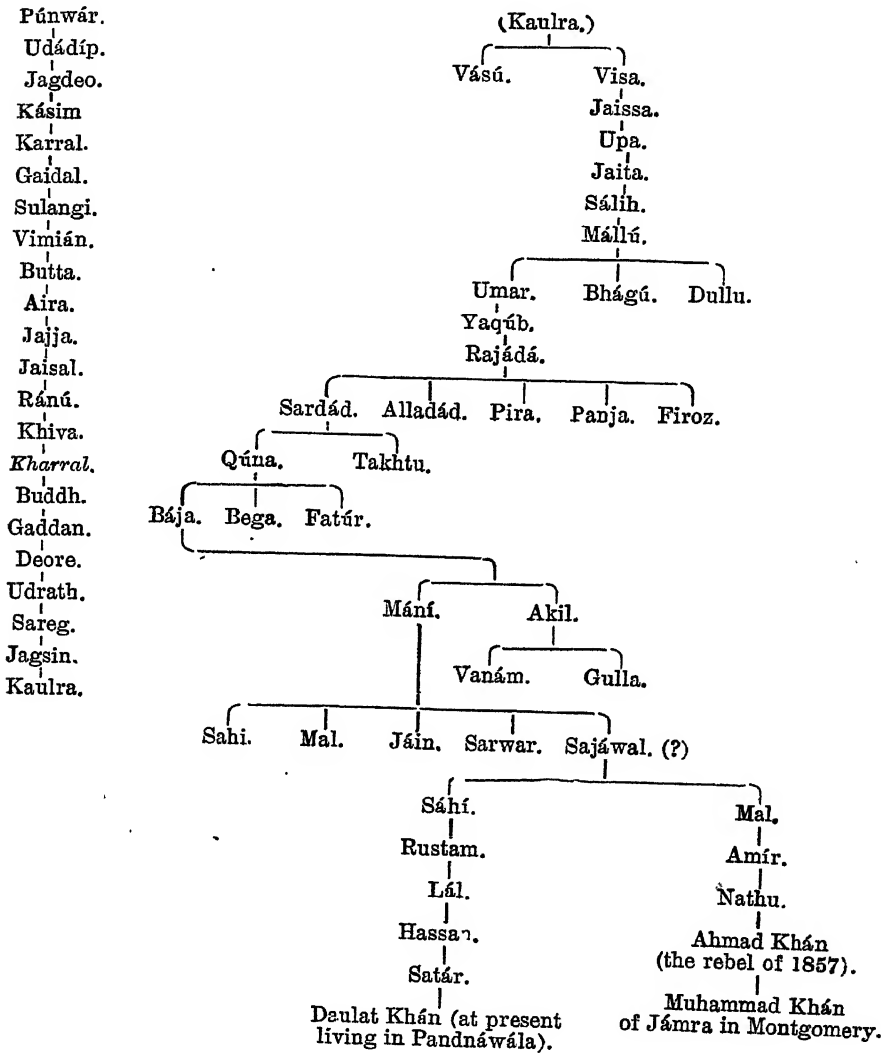 Púnwár.
Udádíp.
Jagdeo.
Kásim
Karral.
Gaidal.
Sulangi.
Vimián.
Butta.
Aira.
Jajja.
Jaisal.
Ránú.
Khiva.
Kharral.
Buddh.
Gaddan.
Deore.
Udrath.
Sareg.
Jagsin.
Kaulra.
(Kaulra.)
Vású. Visa.
Jaissa.
Upa.
Jaita.
Sálih.
Mállú.
Umar. Bhágú. Dullu.
Yaqúb.
Rajádá.
Sardád. Alladád. Pira. Panja. Firoz.
Qúna. Takhtu.
Bája. Bega. Fatúr.
Mání. Akil.
Vanám. Gulla.
Sahi. Mal. Jáin. Sarwar. Sajáwal. (?)
Sáhí.
Rustam.
Lál.
Hassan.
Satár.
Daulat Khán (at present
living in Pandnáwála).
Mal.
Amír.
Nathu.
Ahmad Khán
(the rebel of 1857).
Muhammad Khán
of Jámra in Montgomery.